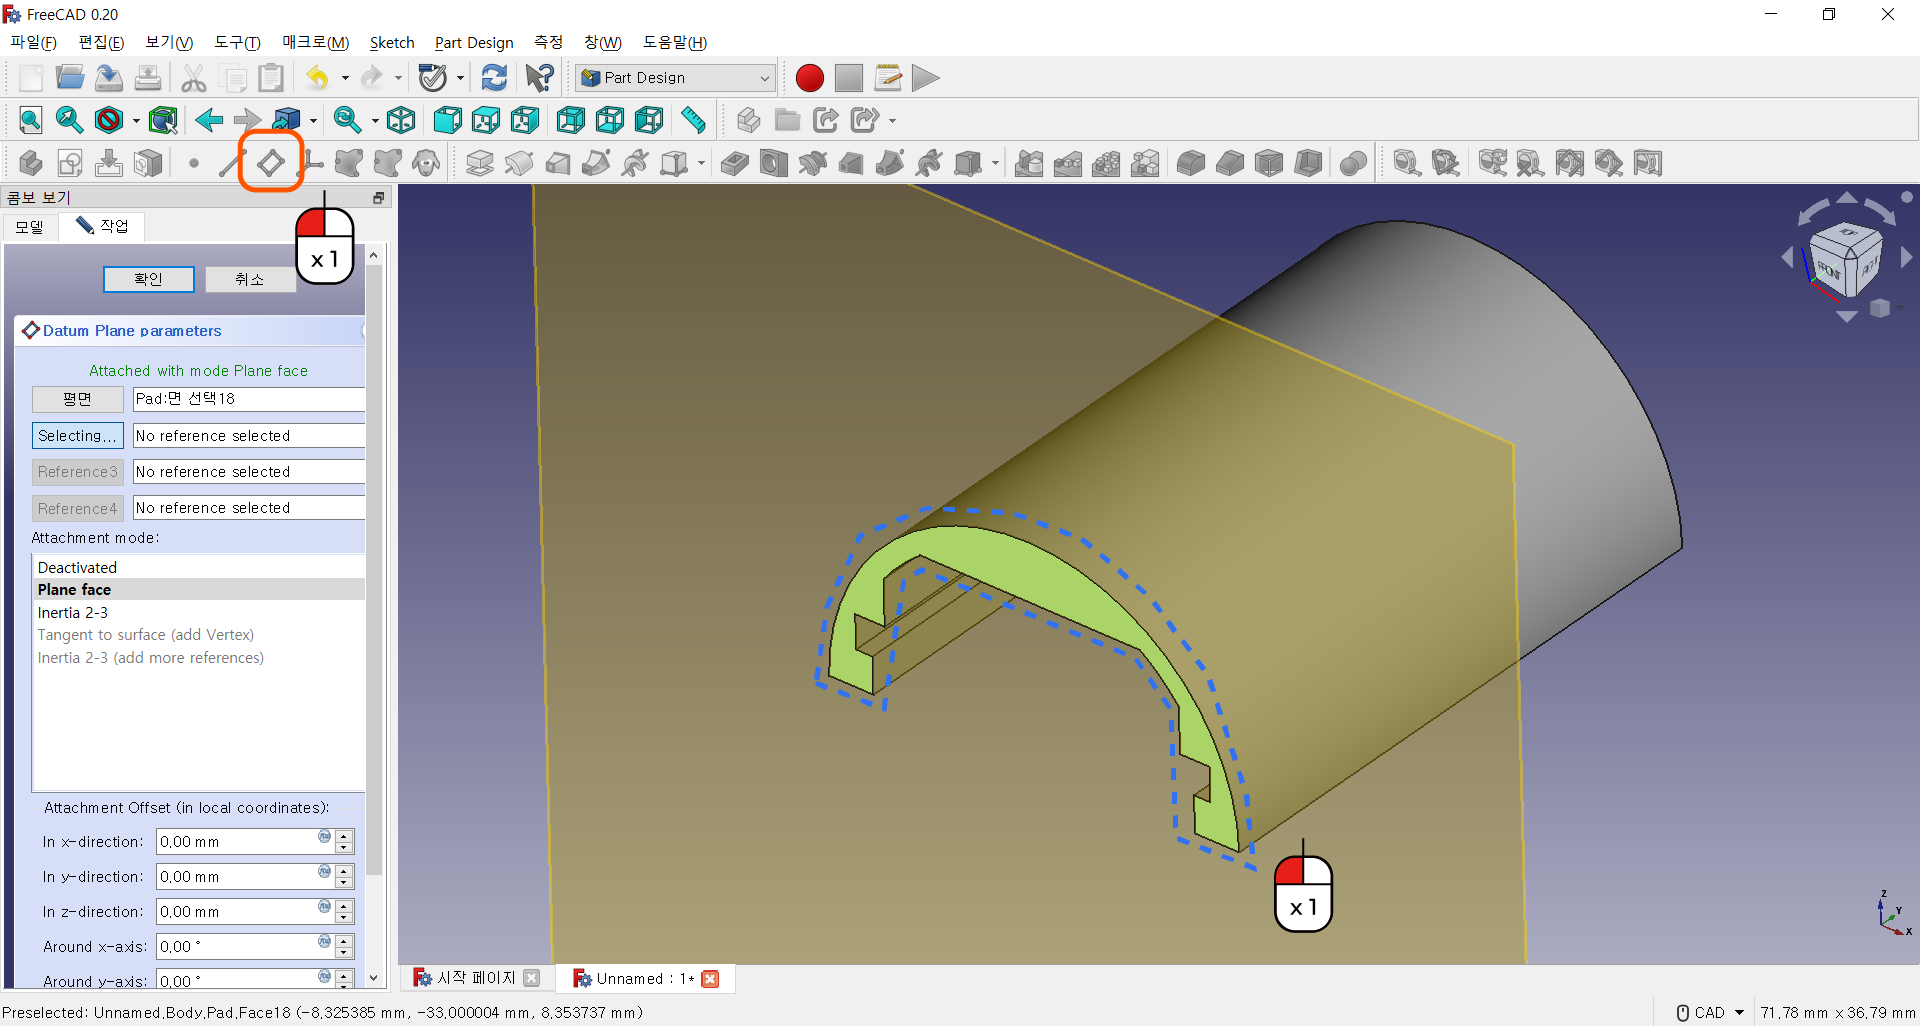 FreeCAD 0.20
파일(F) 편집(E) 보기(V) 도구(T) 매크로(M) Sketch Part Design 측정 창(W) 도움말(H)
Part Design
콤보 보기
모델 작업
x 1
확인 취소
Datum Plane parameters
Attached with mode Plane face
평면 Pad:면 선택18
Selecting... No reference selected
Reference3 No reference selected
Reference4 No reference selected
Attachment mode:
Deactivated
Plane face
Inertia 2-3
Tangent to surface (add Vertex)
Inertia 2-3 (add more references)
Attachment Offset (in local coordinates):
In x-direction: 0.00 mm
In y-direction: 0.00 mm
In z-direction: 0.00 mm
Around x-axis: 0.00 °
Around y-axis: 0.00 °
TOP
FRONT
RIGHT
x 1
Z
Y
X
시작 페이지 Unnamed : 1*
Preselected: Unnamed.Body.Pad.Face18 (-8.325385 mm, -33.000004 mm, 8.353737 mm) CAD 71.78 mm x 36.79 mm